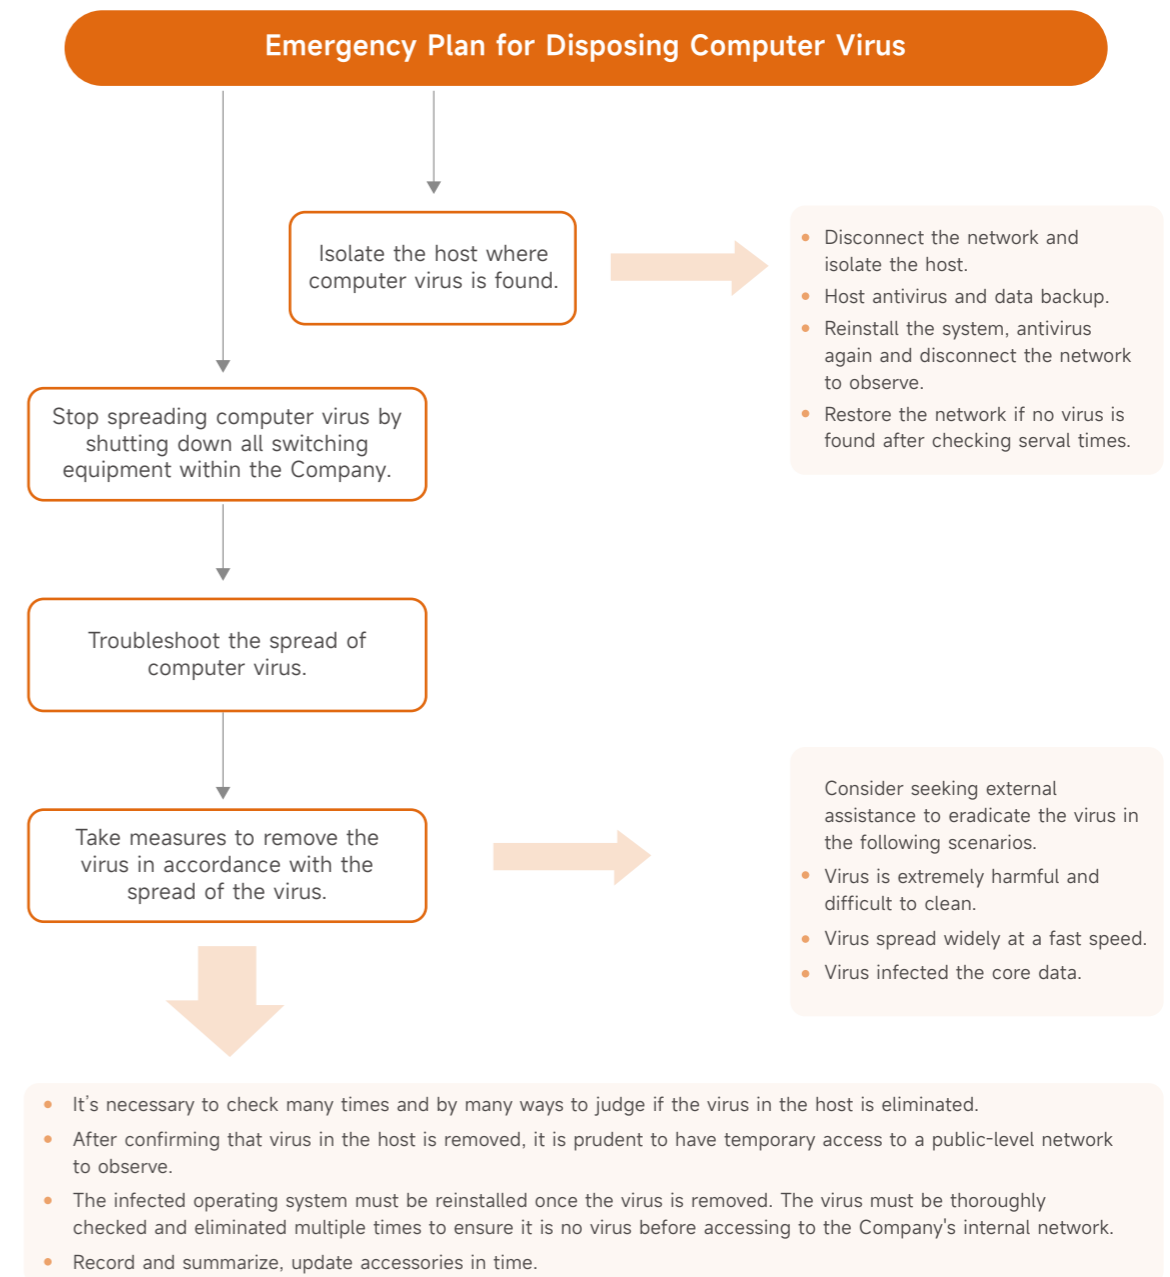 Emergency Plan for Disposing Computer Virus
Isolate the host where
computer virus is found.
• Disconnect the network and
isolate the host.
• Host antivirus and data backup.
• Reinstall the system, antivirus
again and disconnect the network
to observe.
• Restore the network if no virus is
found after checking serval times.
Stop spreading computer virus by
shutting down all switching
equipment within the Company.
Troubleshoot the spread of
computer virus.
Take measures to remove the
virus in accordance with the
spread of the virus.
Consider seeking external
assistance to eradicate the virus in
the following scenarios.
• Virus is extremely harmful and
difficult to clean.
• Virus spread widely at a fast speed.
• Virus infected the core data.
• It's necessary to check many times and by many ways to judge if the virus in the host is eliminated.
• After confirming that virus in the host is removed, it is prudent to have temporary access to a public-level network
to observe.
• The infected operating system must be reinstalled once the virus is removed. The virus must be thoroughly
checked and eliminated multiple times to ensure it is no virus before accessing to the Company's internal network.
• Record and summarize, update accessories in time.